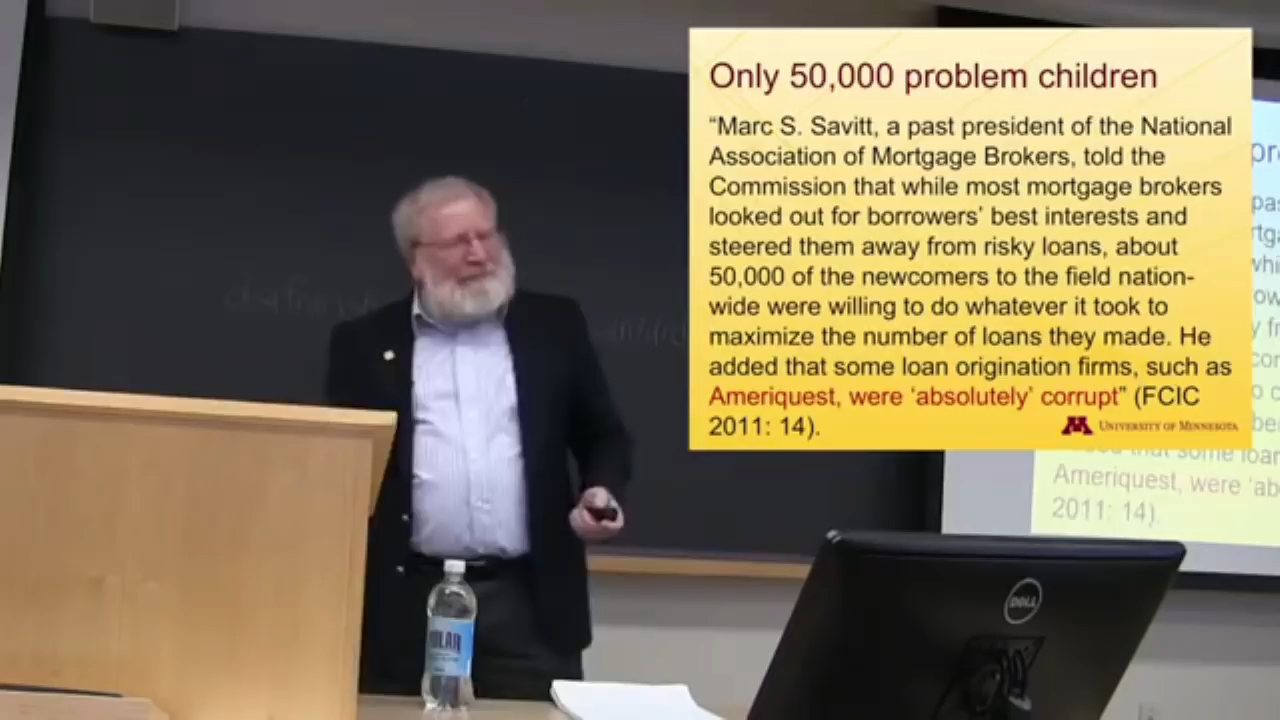 Only 50,000 problem children
“Marc S. Savitt, a past president of the National
Association of Mortgage Brokers, told the
Commission that while most mortgage brokers
looked out for borrowers’ best interests and
steered them away from risky loans, about
50,000 of the newcomers to the field nation-
wide were willing to do whatever it took to
maximize the number of loans they made. He
added that some loan origination firms, such as
Ameriquest, were ‘absolutely’ corrupt” (FCIC
2011: 14).
UNIVERSITY OF MINNESOTA
that some loan
Ameriquest, were ‘ab
2011: 14).
DELL